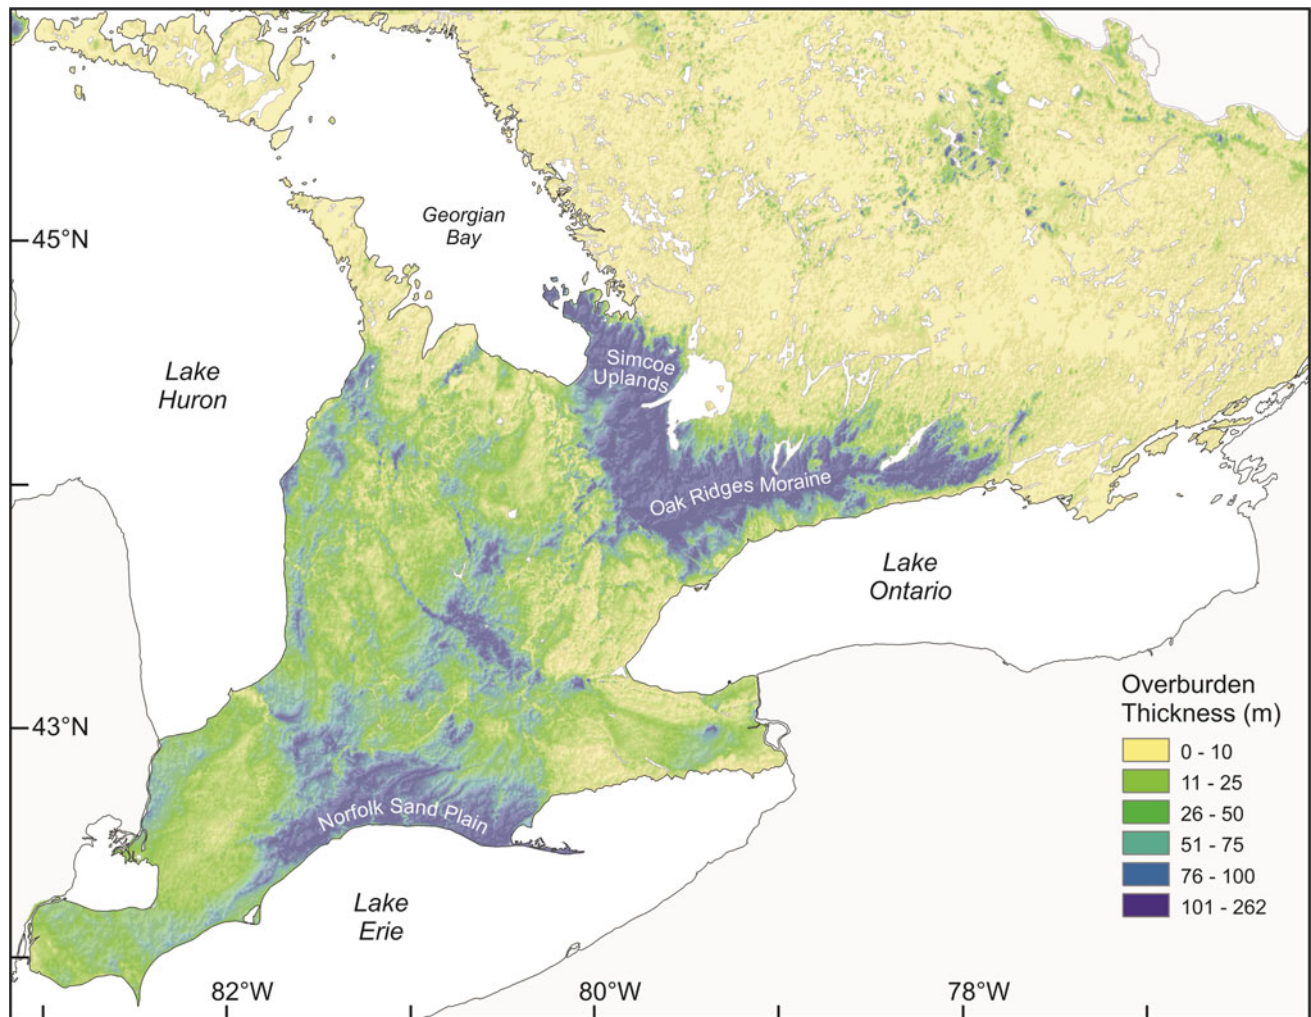 Georgian
Bay
45°N
Simcoe
Uplands
Lake
Huron
Oak Ridges Moraine
Lake
Ontario
Overburden
Thickness (m)
0 - 10
11 - 25
26 - 50
51 - 75
76 - 100
101 - 262
43°N
Norfolk Sand Plain
Lake
Erie
82°W
80°W
78°W